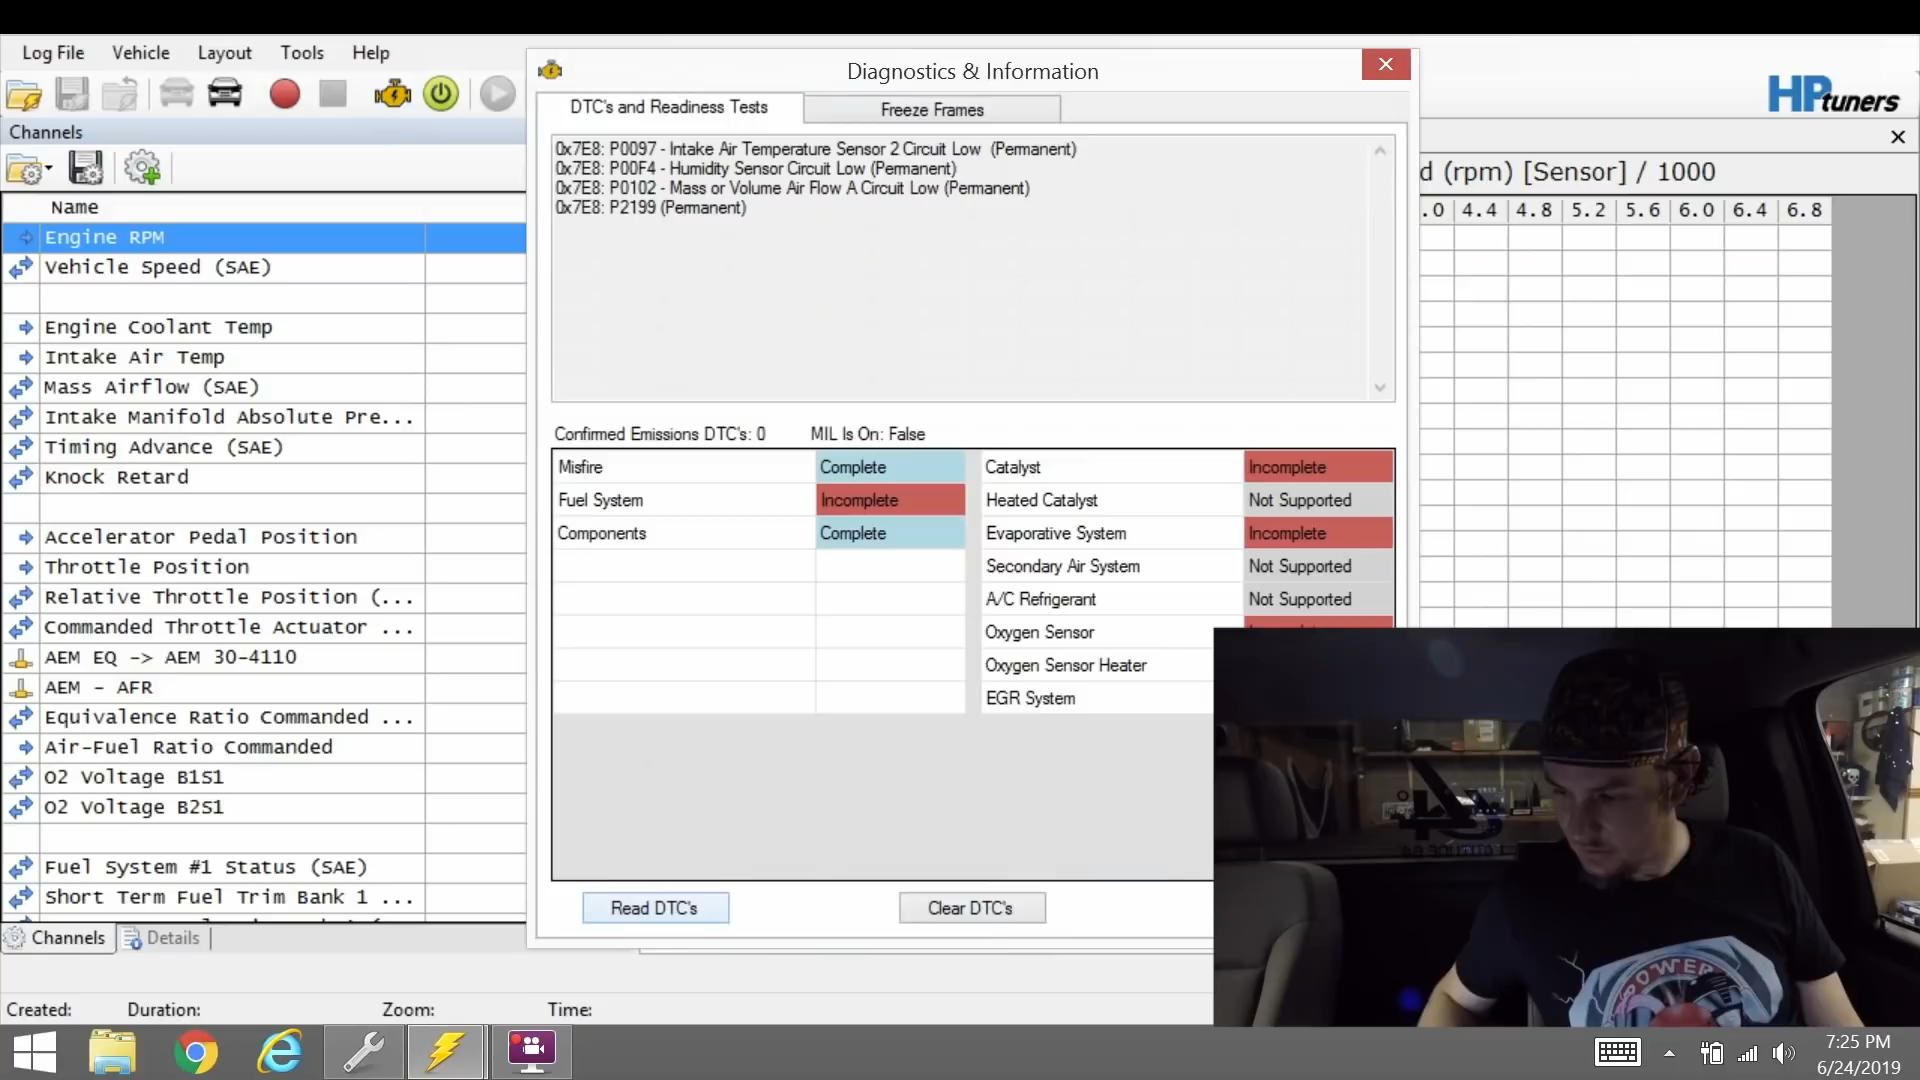 Log File Vehicle Layout Tools Help
HPtuners
Channels
Name
Engine RPM
Vehicle Speed (SAE)
Engine Coolant Temp
Intake Air Temp
Mass Airflow (SAE)
Intake Manifold Absolute Pre...
Timing Advance (SAE)
Knock Retard
Accelerator Pedal Position
Throttle Position
Relative Throttle Position (...
Commanded Throttle Actuator ...
AEM EQ -> AEM 30-4110
AEM - AFR
Equivalence Ratio Commanded ...
Air-Fuel Ratio Commanded
O2 Voltage B1S1
O2 Voltage B2S1
Fuel System #1 Status (SAE)
Short Term Fuel Trim Bank 1 ...
Channels Details
Created: Duration: Zoom: Time:
Diagnostics & Information
DTC's and Readiness Tests Freeze Frames
0x7E8: P0097 - Intake Air Temperature Sensor 2 Circuit Low (Permanent)
0x7E8: P00F4 - Humidity Sensor Circuit Low (Permanent)
0x7E8: P0102 - Mass or Volume Air Flow A Circuit Low (Permanent)
0x7E8: P2199 (Permanent)
Confirmed Emissions DTC's: 0 MIL Is On: False
Misfire Complete Catalyst Incomplete
Fuel System Incomplete Heated Catalyst Not Supported
Components Complete Evaporative System Incomplete
Secondary Air System Not Supported
A/C Refrigerant Not Supported
Oxygen Sensor
Oxygen Sensor Heater
EGR System
Read DTC's Clear DTC's
d (rpm) [Sensor] / 1000
.0 4.4 4.8 5.2 5.6 6.0 6.4 6.8
POWER
7:25 PM
6/24/2019